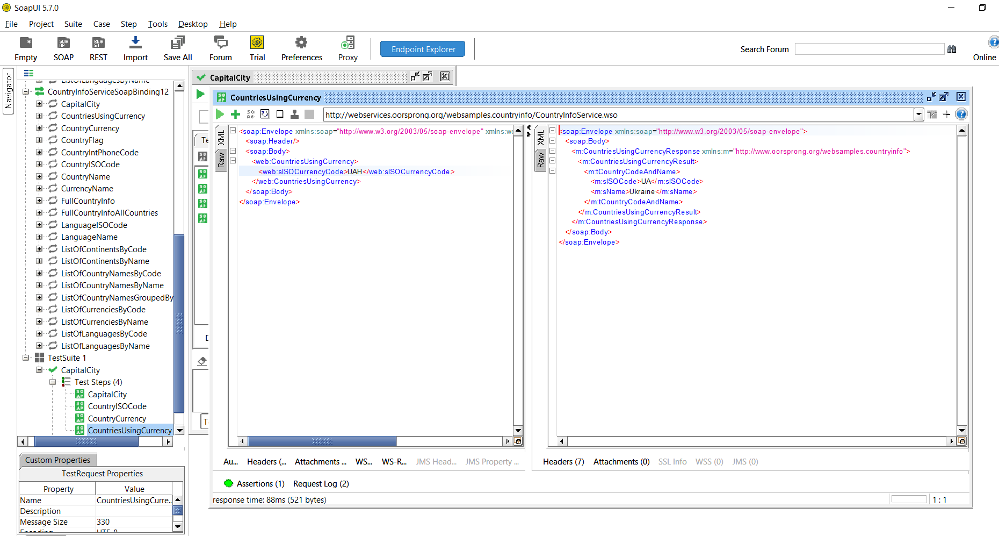 SoapUI 5.7.0
File Project Suite Case Step Tools Desktop Help
Empty SOAP REST Import Save All Forum Trial Preferences Proxy
Endpoint Explorer
Search Forum
Online
Navigator
ListOfLanguagesByName
CountryInfoServiceSoapBinding12
CapitalCity
CountriesUsingCurrency
CountryCurrency
CountryFlag
CountryIntPhoneCode
CountryISOCode
CountryName
CurrencyName
FullCountryInfo
FullCountryInfoAllCountries
LanguageISOCode
LanguageName
ListOfContinentsByCode
ListOfContinentsByName
ListOfCountryNamesByCode
ListOfCountryNamesByName
ListOfCountryNamesGroupedBy
ListOfCurrenciesByCode
ListOfCurrenciesByName
ListOfLanguagesByCode
ListOfLanguagesByName
TestSuite 1
CapitalCity
Test Steps (4)
CapitalCity
CountryISOCode
CountryCurrency
CountriesUsingCurrency
Custom Properties
TestRequest Properties
Property Value
Name CountriesUsingCurre...
Description
Message Size 330
Encoding UTF-8
CapitalCity
Te
CountriesUsingCurrency
http://webservices.oorsprong.org/websamples.countryinfo/CountryInfoService.wso
XML
Raw
<soap:Envelope xmlns:soap="http://www.w3.org/2003/05/soap-envelope" xmlns:we
<soap:Header/>
<soap:Body>
<web:CountriesUsingCurrency>
<web:sISOCurrencyCode>UAH</web:sISOCurrencyCode>
</web:CountriesUsingCurrency>
</soap:Body>
</soap:Envelope>
XML
Raw
<soap:Envelope xmlns:soap="http://www.w3.org/2003/05/soap-envelope">
<soap:Body>
<m:CountriesUsingCurrencyResponse xmlns:m="http://www.oorsprong.org/websamples.countryinfo">
<m:CountriesUsingCurrencyResult>
<m:tCountryCodeAndName>
<m:sISOCode>UA</m:sISOCode>
<m:sName>Ukraine</m:sName>
</m:tCountryCodeAndName>
</m:CountriesUsingCurrencyResult>
</m:CountriesUsingCurrencyResponse>
</soap:Body>
</soap:Envelope>
Au... Headers (... Attachments ... WS... WS-R... JMS Head... JMS Property ...
Headers (7) Attachments (0) SSL Info WSS (0) JMS (0)
Assertions (1) Request Log (2)
response time: 88ms (521 bytes)
1 : 1